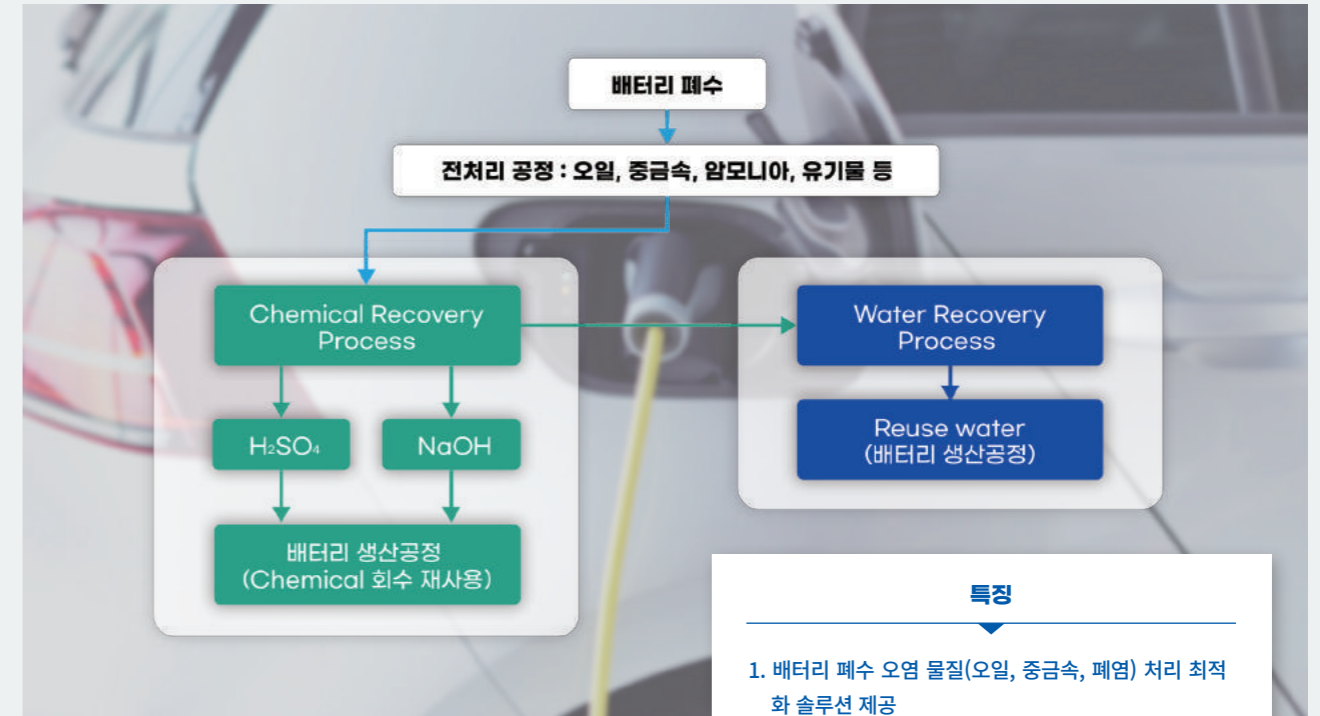 배터리 폐수
전처리 공정 : 오일, 중금속, 암모니아, 유기물 등
Chemical Recovery
Process
H₂SO₄
NaOH
배터리 생산공정
(Chemical 회수 재사용)
Water Recovery
Process
Reuse water
(배터리 생산공정)
특징
1. 배터리 폐수 오염 물질(오일, 중금속, 폐염) 처리 최적
화 솔루션 제공